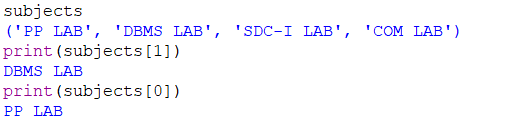 subjects
('PP LAB', 'DBMS LAB', 'SDC-I LAB', 'COM LAB')
print(subjects[1])
DBMS LAB
print(subjects[0])
PP LAB